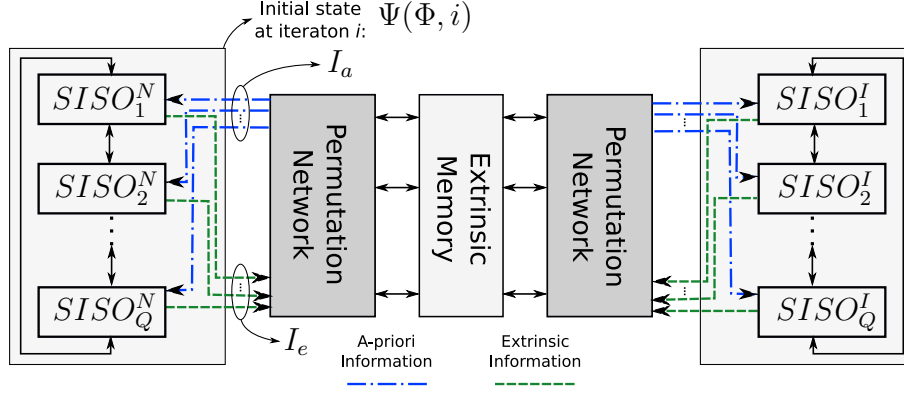 Initial state
at iteraton i: Ψ(Φ, i)
I_a
SISO_1^N
SISO_2^N
SISO_Q^N
I_e
Permutation
Network
Extrinsic
Memory
Permutation
Network
SISO_1^I
SISO_2^I
SISO_Q^I
A-priori
Information
Extrinsic
Information